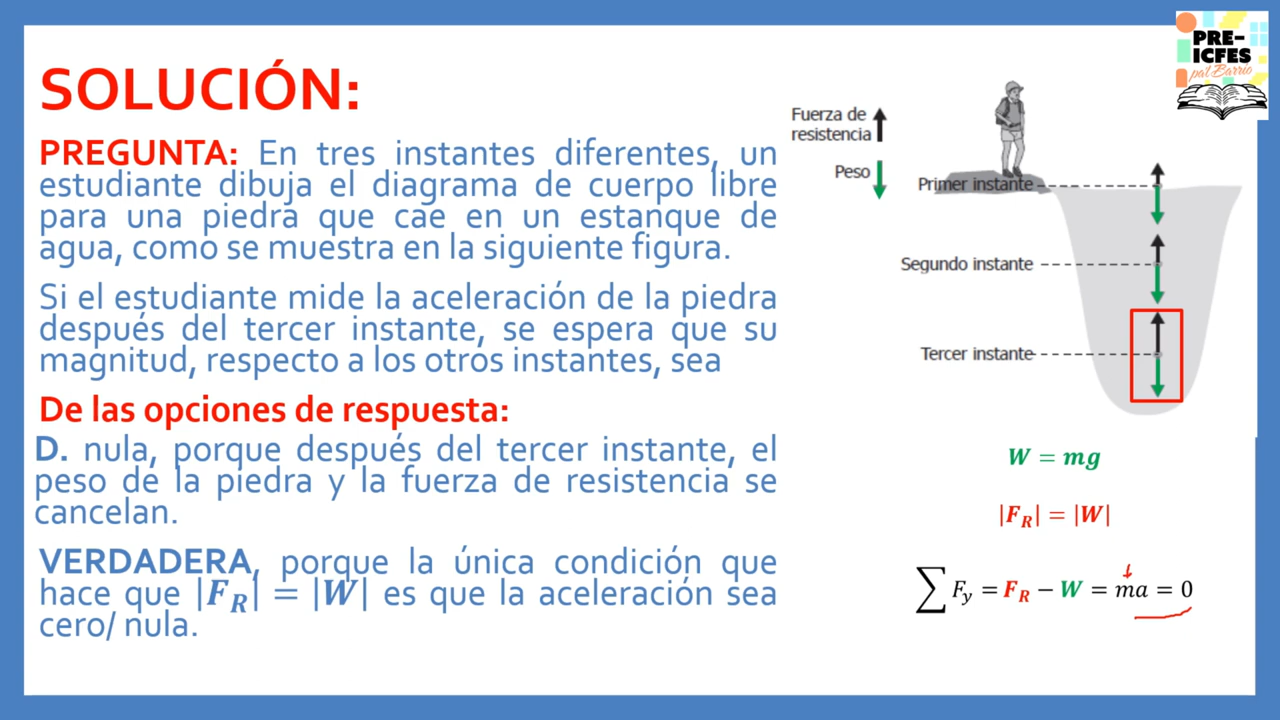 SOLUCIÓN:
PREGUNTA: En tres instantes diferentes, un
estudiante dibuja el diagrama de cuerpo libre
para una piedra que cae en un estanque de
agua, como se muestra en la siguiente figura.
Si el estudiante mide la aceleración de la piedra
después del tercer instante, se espera que su
magnitud, respecto a los otros instantes, sea
De las opciones de respuesta:
D. nula, porque después del tercer instante, el
peso de la piedra y la fuerza de resistencia se
cancelan.
VERDADERA, porque la única condición que
hace que |F_R| = |W| es que la aceleración sea
cero/ nula.
PRE-
ICFES
pal Barrio
Fuerza de
resistencia
Peso
Primer instante
Segundo instante
Tercer instante
W = mg
|F_R| = |W|
∑ F_y = F_R − W = ma = 0